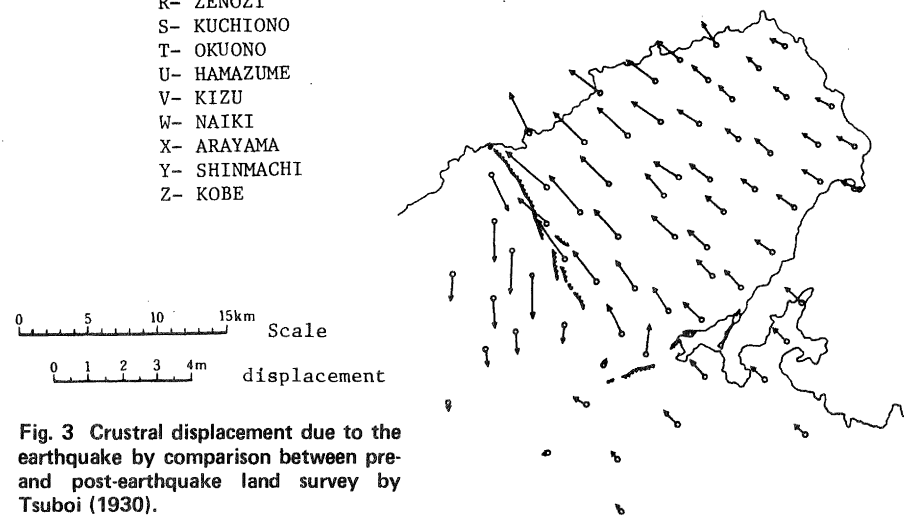 R- ZENOZI
S- KUCHIONO
T- OKUONO
U- HAMAZUME
V- KIZU
W- NAIKI
X- ARAYAMA
Y- SHINMACHI
Z- KOBE
0 5 10 15km Scale
0 1 2 3 4m displacement
Fig. 3 Crustral displacement due to the
earthquake by comparison between pre-
and post-earthquake land survey by
Tsuboi (1930).